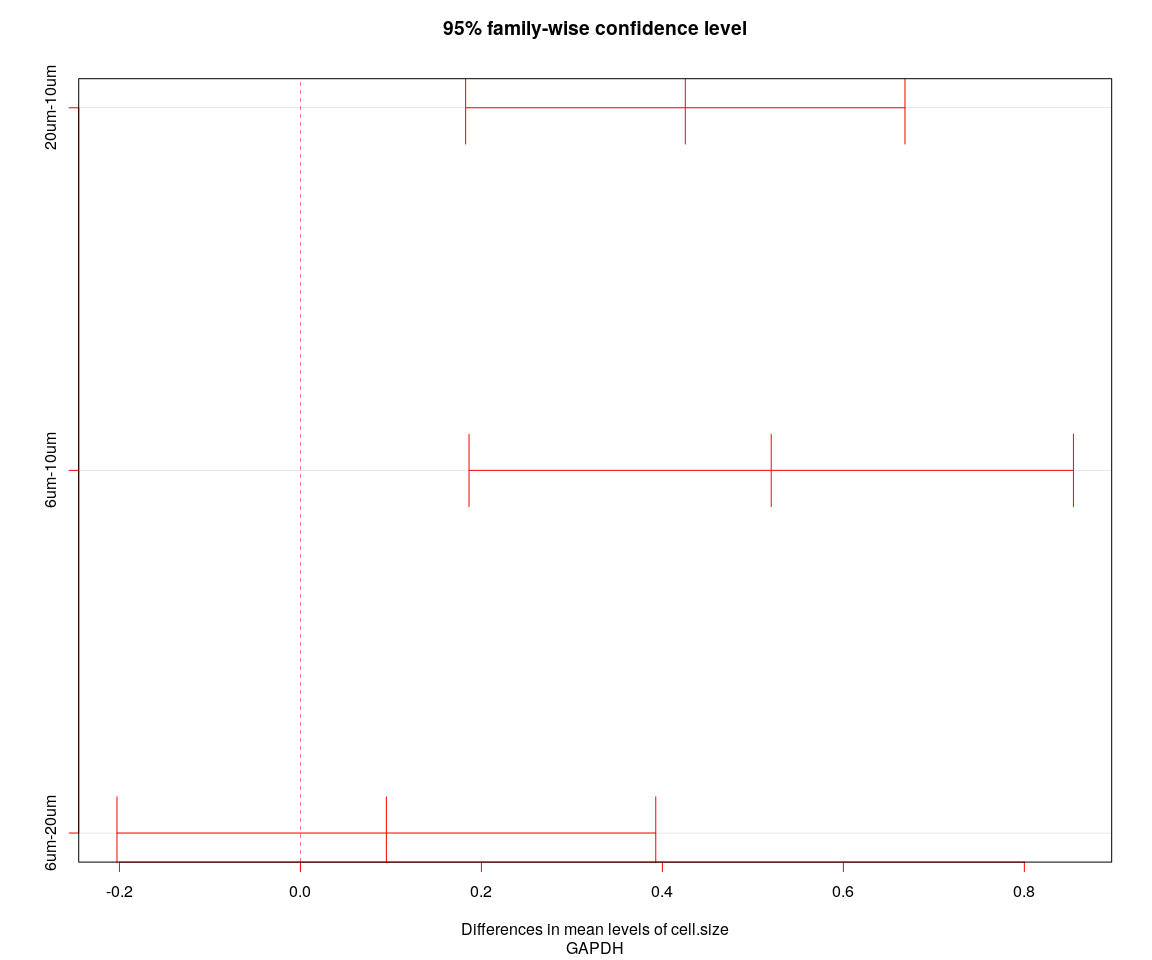 95% family-wise confidence level
20um-10um
6um-10um
6um-20um
-0.2 0.0 0.2 0.4 0.6 0.8
Differences in mean levels of cell.size
GAPDH